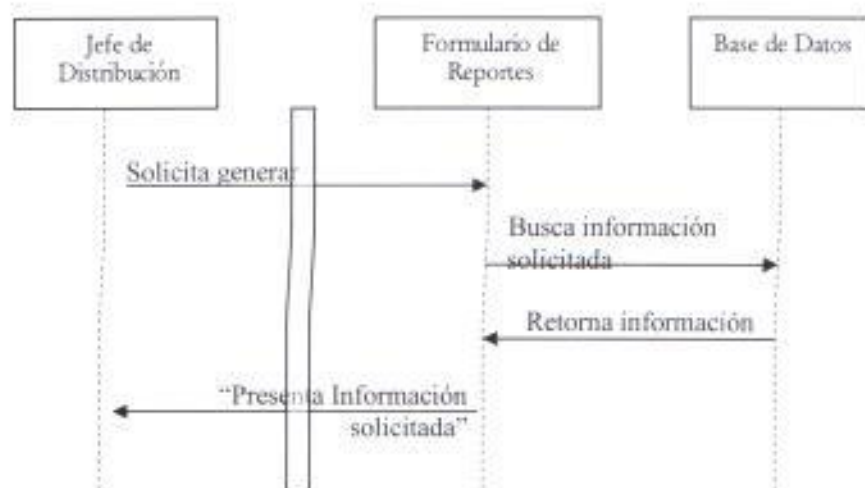 Jefe de
Distribución
Formulario de
Reportes
Base de Datos
Solicita generar
Busca información
solicitada
Retorna información
“Presenta Información
solicitada”